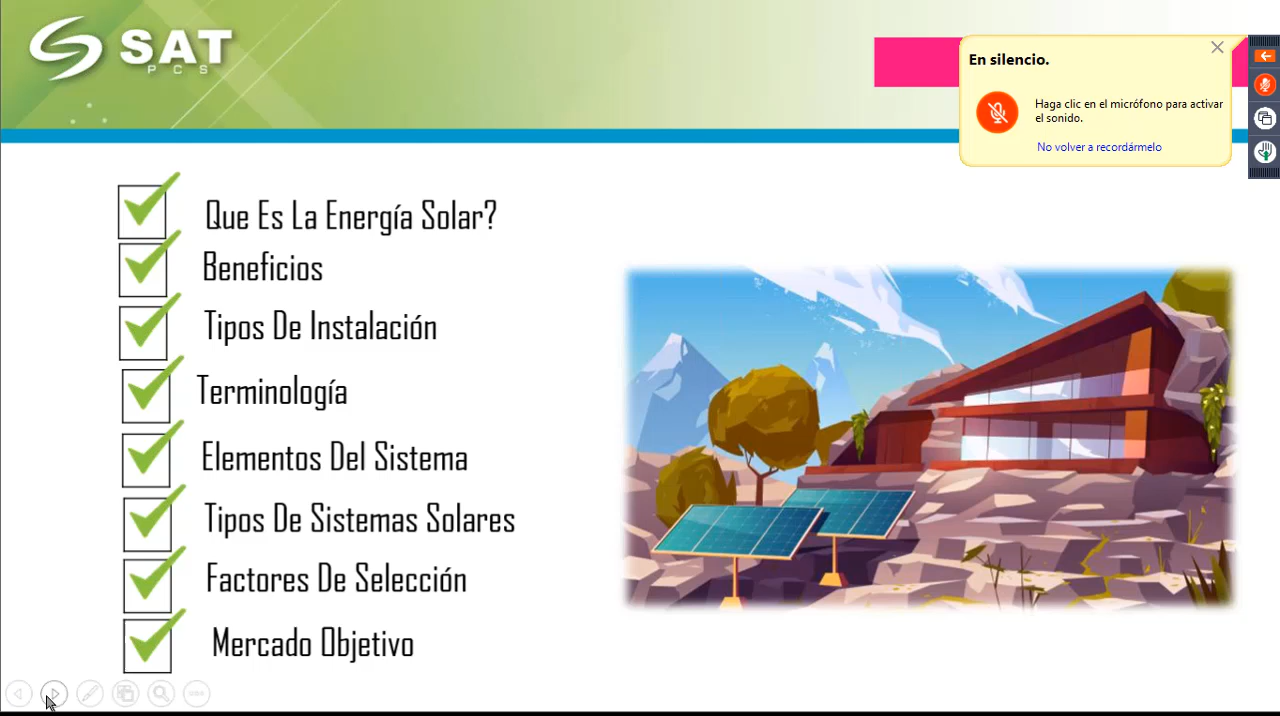 SAT
PCS
En silencio.
Haga clic en el micrófono para activar
el sonido.
No volver a recordármelo
Que Es La Energía Solar?
Beneficios
Tipos De Instalación
Terminología
Elementos Del Sistema
Tipos De Sistemas Solares
Factores De Selección
Mercado Objetivo